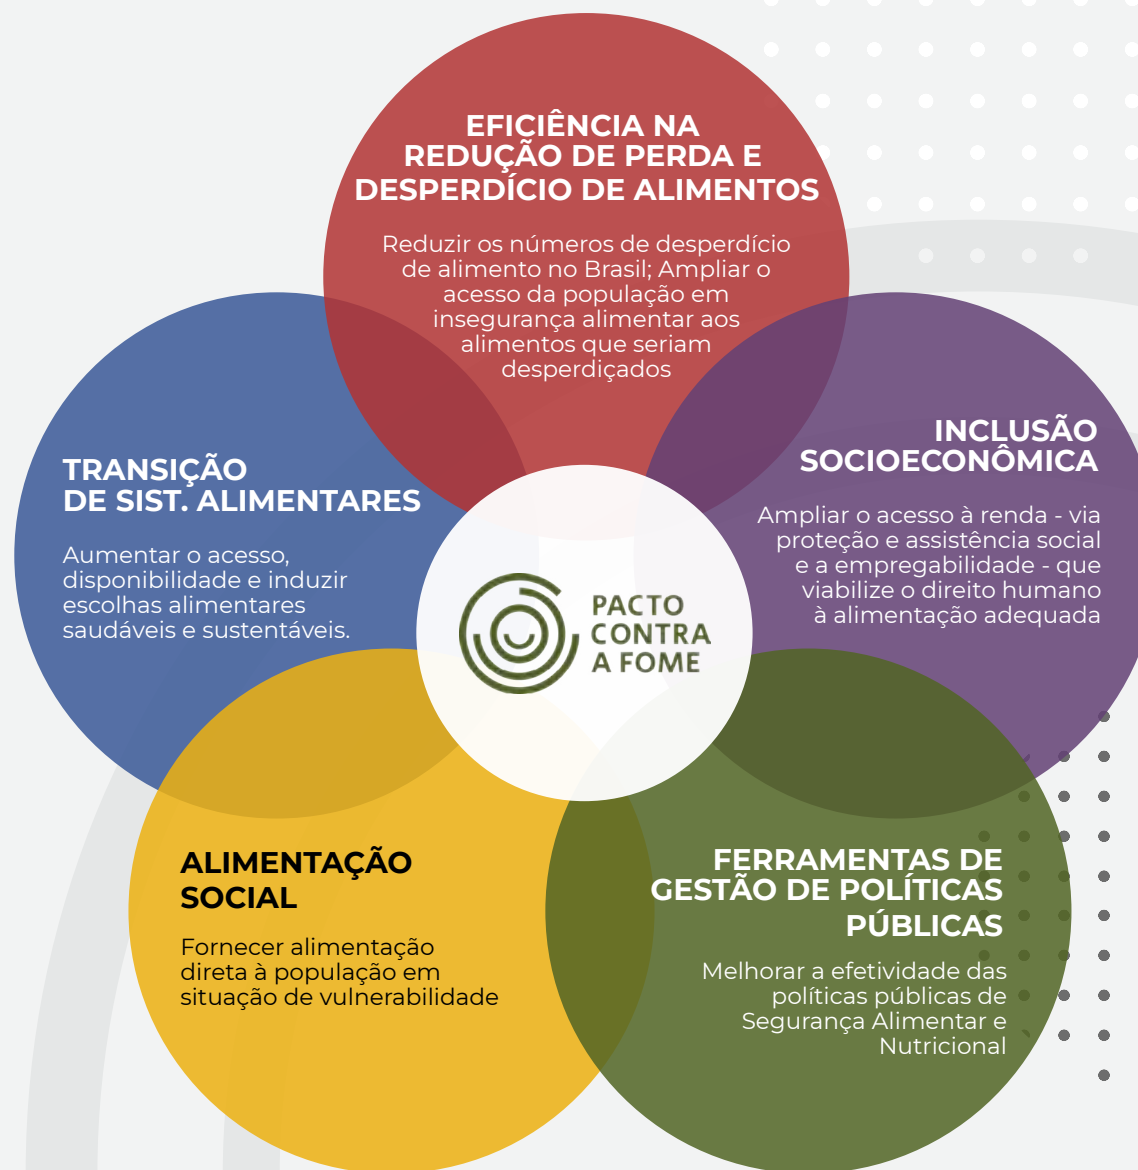 EFICIÊNCIA NA
REDUÇÃO DE PERDA E
DESPERDÍCIO DE ALIMENTOS
Reduzir os números de desperdício
de alimento no Brasil; Ampliar o
acesso da população em
insegurança alimentar aos
alimentos que seriam
desperdiçados
TRANSIÇÃO
DE SIST. ALIMENTARES
Aumentar o acesso,
disponibilidade e induzir
escolhas alimentares
saudáveis e sustentáveis.
INCLUSÃO
SOCIOECONÔMICA
Ampliar o acesso à renda - via
proteção e assistência social
e a empregabilidade - que
viabilize o direito humano
à alimentação adequada
PACTO
CONTRA
A FOME
ALIMENTAÇÃO
SOCIAL
Fornecer alimentação
direta à população em
situação de vulnerabilidade
FERRAMENTAS DE
GESTÃO DE POLÍTICAS
PÚBLICAS
Melhorar a efetividade das
políticas públicas de
Segurança Alimentar e
Nutricional